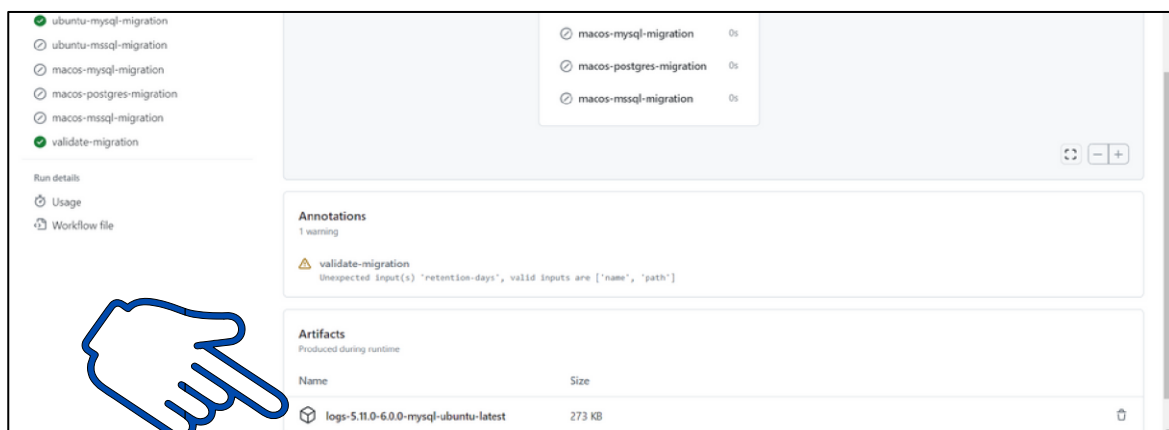 ubuntu-mysql-migration
ubuntu-mssql-migration
macos-mysql-migration
macos-postgres-migration
macos-mssql-migration
validate-migration
Run details
Usage
Workflow file
macos-mysql-migration 0s
macos-postgres-migration 0s
macos-mssql-migration 0s
Annotations
1 warning
validate-migration
Unexpected input(s) 'retention-days', valid inputs are ['name', 'path']
Artifacts
Produced during runtime
Name Size
logs-5.11.0-6.0.0-mysql-ubuntu-latest 273 KB